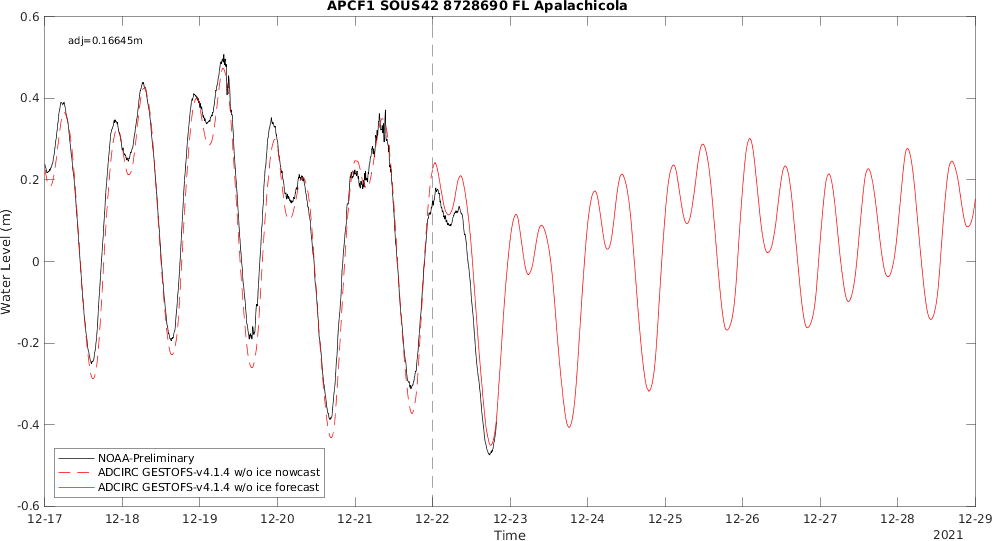 APCF1 SOUS42 8728690 FL Apalachicola
adj=0.16645m
0.6
0.4
0.2
0
-0.2
-0.4
-0.6
Water Level (m)
NOAA-Preliminary
ADCIRC GESTOFS-v4.1.4 w/o ice nowcast
ADCIRC GESTOFS-v4.1.4 w/o ice forecast
12-17 12-18 12-19 12-20 12-21 12-22 12-23 12-24 12-25 12-26 12-27 12-28 12-29
Time
2021